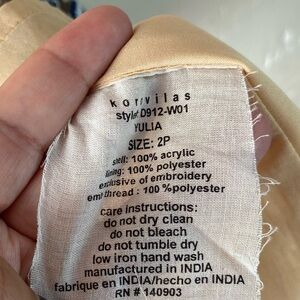 korvilas
style# D912-W01
YULIA
SIZE: 2P
shell: 100% acrylic
lining: 100% polyester
exclusive of embroidery
emb thread: 100% polyester
care instructions:
do not dry clean
do not bleach
do not tumble dry
low iron hand wash
manufactured in INDIA
fabrique en INDIA/hecho en INDIA
RN # 140903